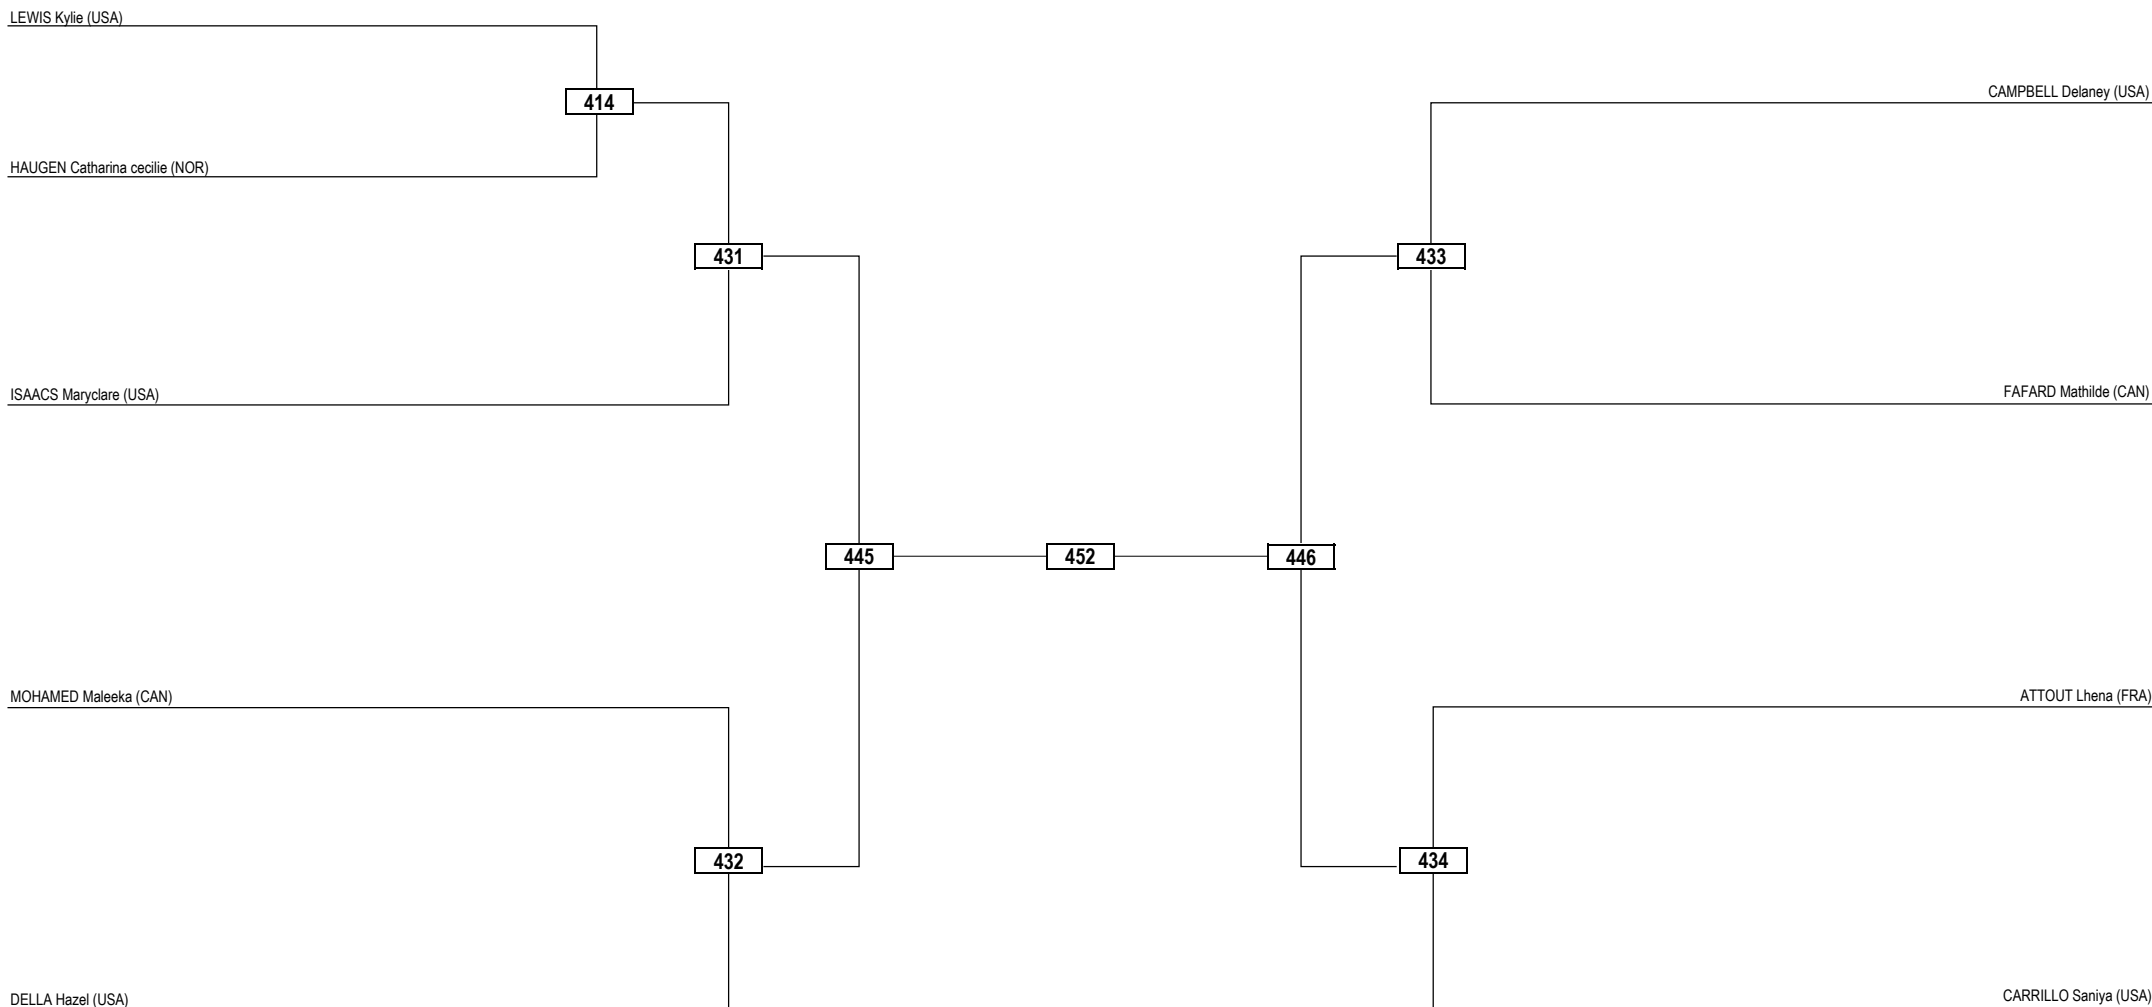 LEWIS Kylie (USA)
414
CAMPBELL Delaney (USA)
HAUGEN Catharina cecilie (NOR)
431
433
ISAACS Maryclare (USA)
FAFARD Mathilde (CAN)
445
452
446
MOHAMED Maleeka (CAN)
ATTOUT Lhena (FRA)
432
434
DELLA Hazel (USA)
CARRILLO Saniya (USA)